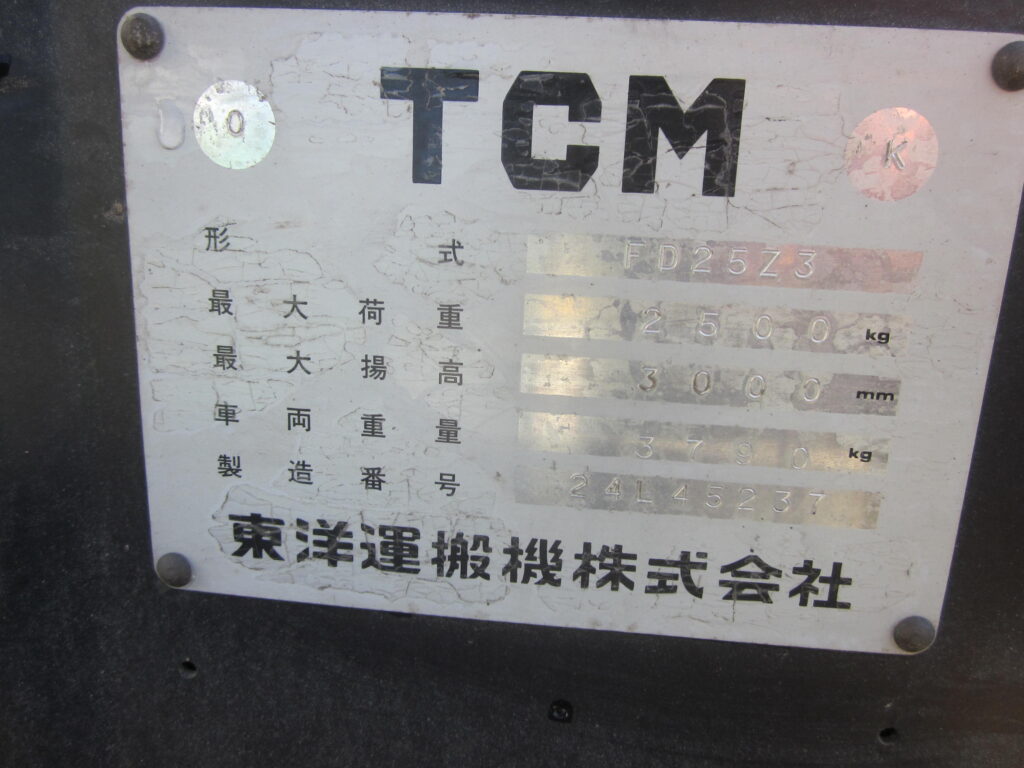 TCM
O
K
形式 FD25Z3
最大荷重 2500 kg
最大揚高 3000 mm
車両重量 3790 kg
製造番号 24L45237
東洋運搬機株式会社